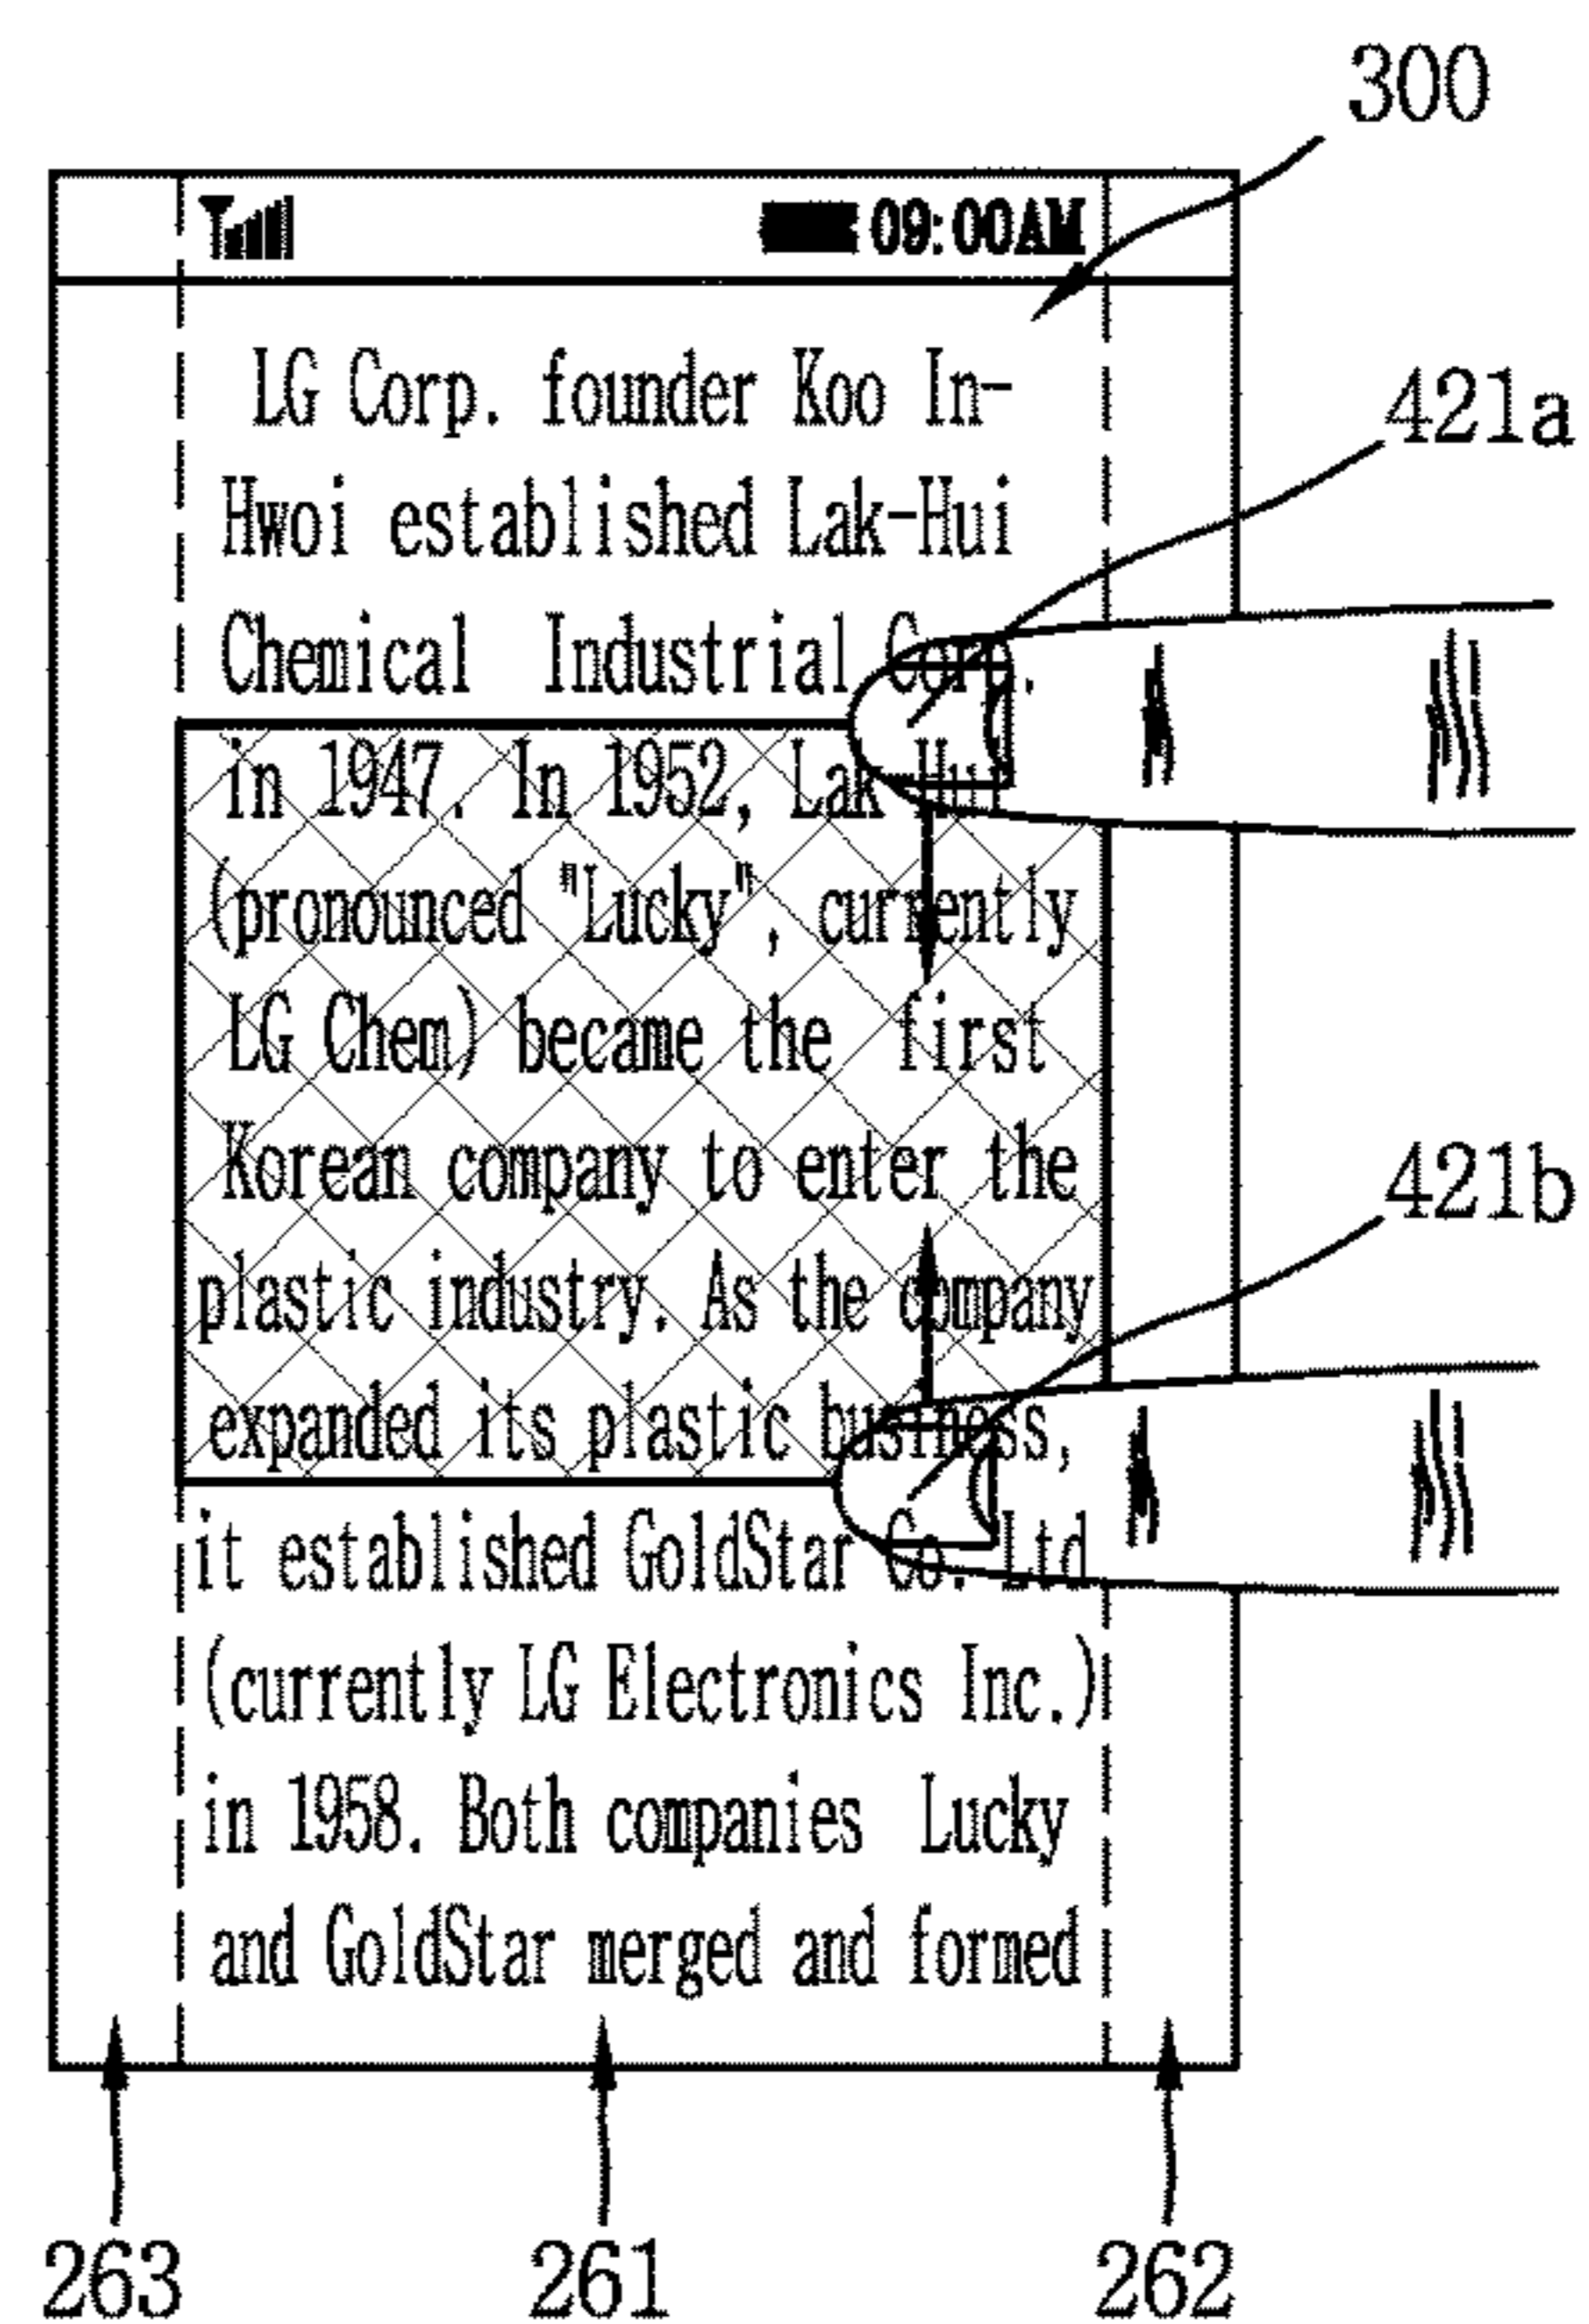 300
09:00AM
LG Corp. founder Koo In-
421a
Hwoi established Lak-Hui
Chemical Industrial Corp.
in 1947. In 1952, Lak-Hui
(pronounced "Lucky", currently
LG Chem) became the first
Korean company to enter the
421b
plastic industry. As the company
expanded its plastic business,
it established GoldStar Co. Ltd
(currently LG Electronics Inc.)
in 1958. Both companies Lucky
and GoldStar merged and formed
263 261 262